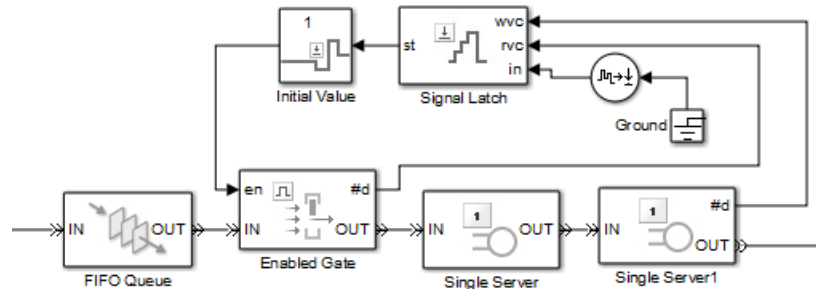 1
wvc
st
rvc
in
Initial Value
Signal Latch
Ground
en
#d
IN
OUT
IN
OUT
IN
OUT
IN
#d
OUT
1
1
FIFO Queue
Enabled Gate
Single Server
Single Server1